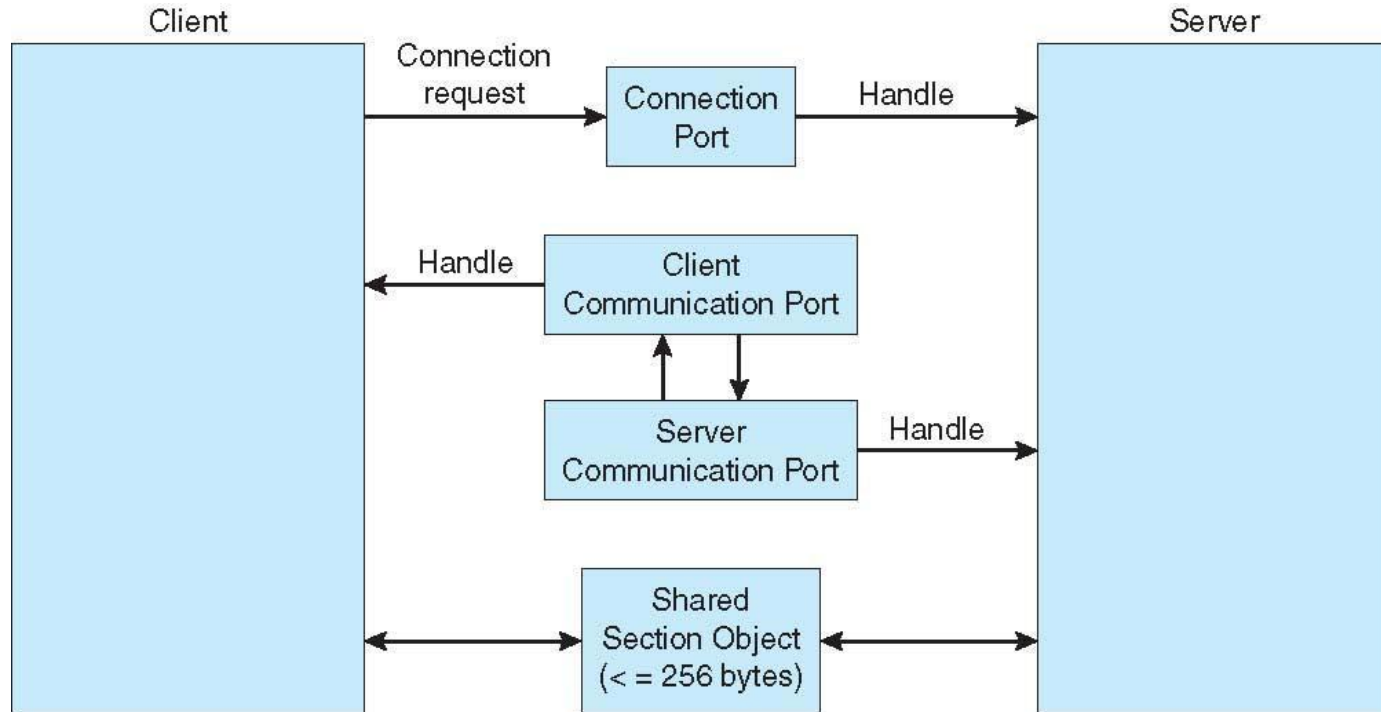 Client
Server
Connection
request
Connection
Port
Handle
Handle
Client
Communication Port
Server
Communication Port
Handle
Shared
Section Object
(< = 256 bytes)